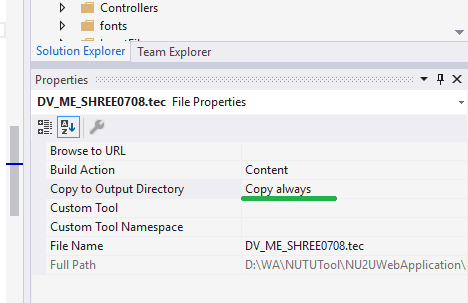 Controllers
fonts
Solution Explorer Team Explorer
Properties
DV_ME_SHREE0708.tec File Properties
Browse to URL
Build Action Content
Copy to Output Directory Copy always
Custom Tool
Custom Tool Namespace
File Name DV_ME_SHREE0708.tec
Full Path D:\WA\NUTUTool\NU2UWebApplication\